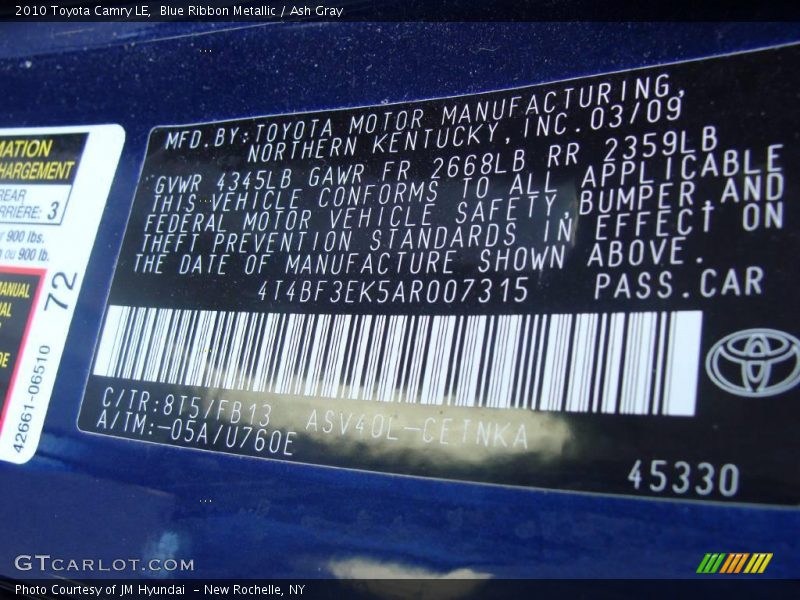 2010 Toyota Camry LE, Blue Ribbon Metallic / Ash Gray
MFD.BY:TOYOTA MOTOR MANUFACTURING,
NORTHERN KENTUCKY,INC.03/09
GVWR 4345LB GAWR FR 2668LB RR 2359LB
THIS VEHICLE CONFORMS TO ALL APPLICABLE
FEDERAL MOTOR VEHICLE SAFETY,BUMPER,AND
THEFT PREVENTION STANDARDS IN EFFECT ON
THE DATE OF MANUFACTURE SHOWN ABOVE.
4T4BF3EK5AR007315 PASS.CAR
C/TR:8T5/FB13 ASV40L-CETNKA
A/TM:-05A/U760E
45330
MATION
HARGEMENT
REAR
RRIÈRE: 3
r 900 lbs.
n ou 900 lb.
MANUAL
72
42661-06510
GTCARLOT.COM
Photo Courtesy of JM Hyundai - New Rochelle, NY